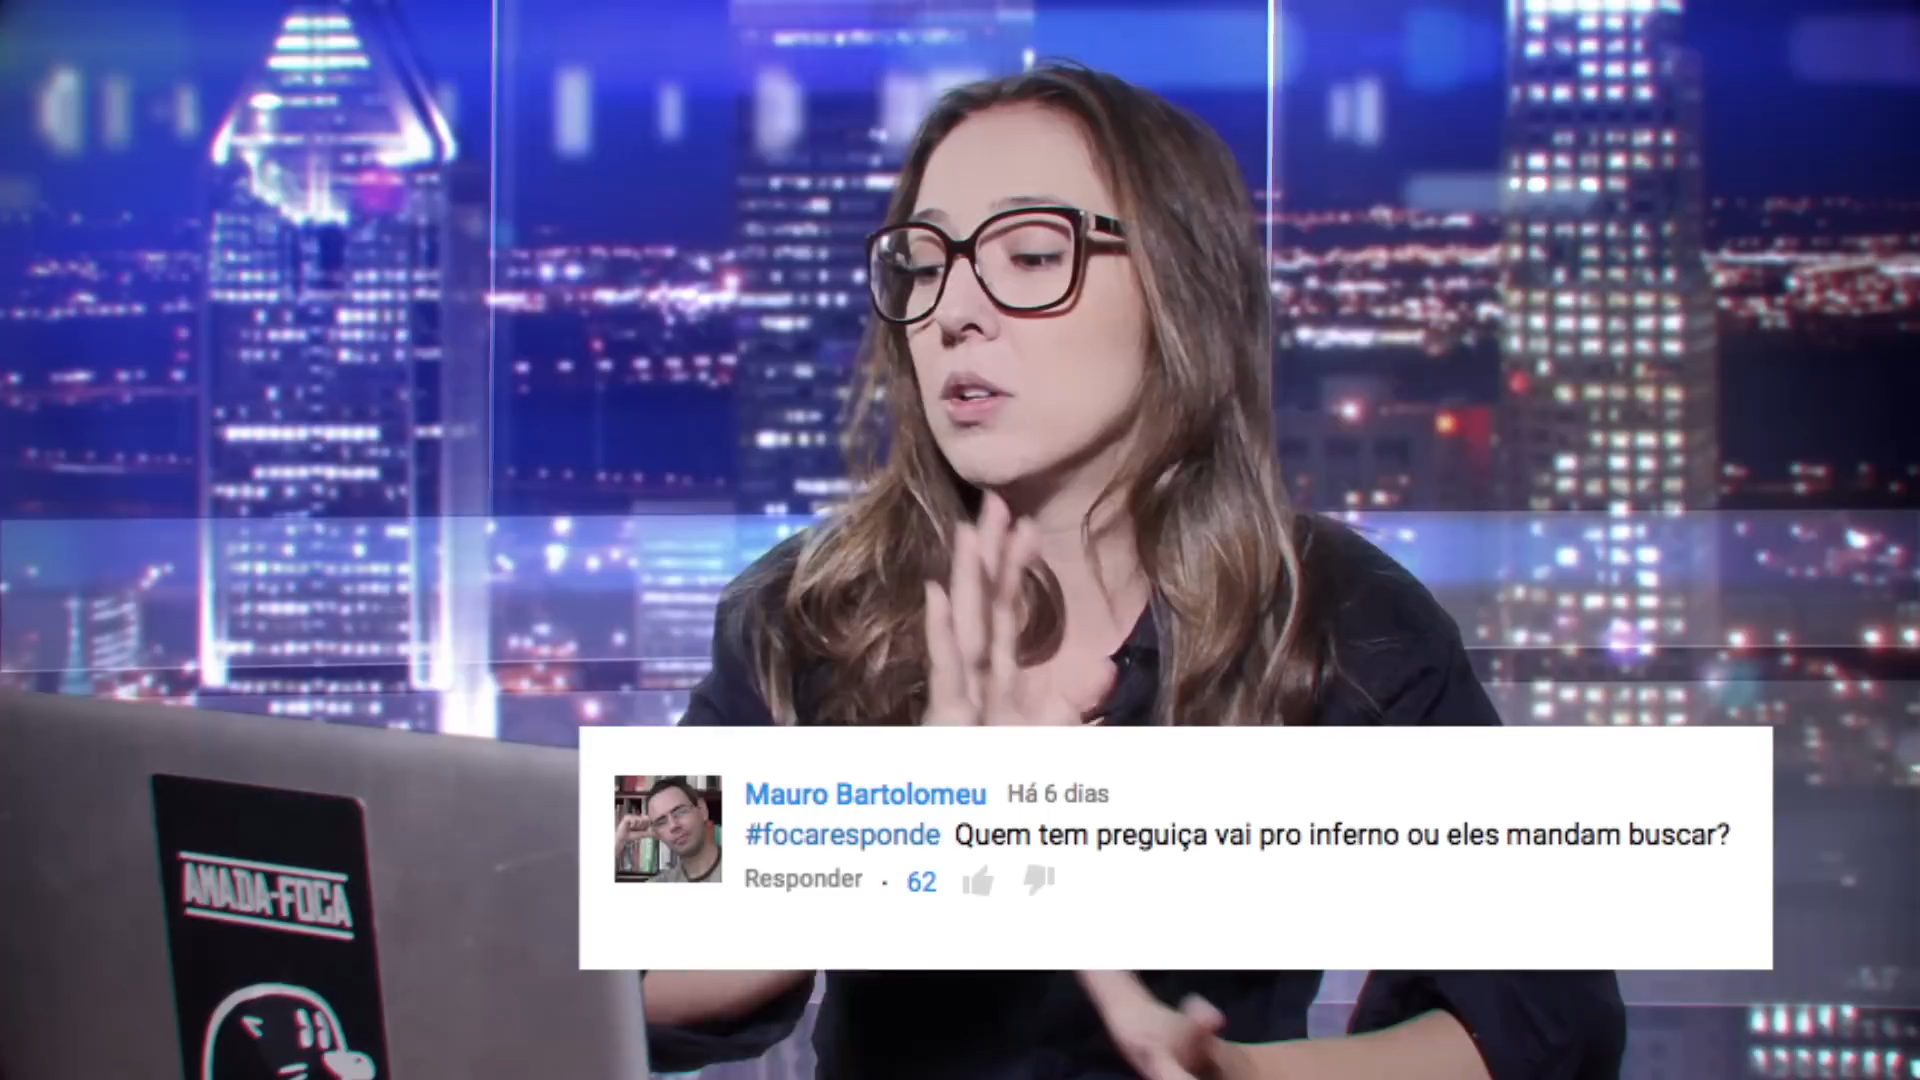 ANADA-FOCA
Mauro Bartolomeu Há 6 dias
#focaresponde Quem tem preguiça vai pro inferno ou eles mandam buscar?
Responder · 62